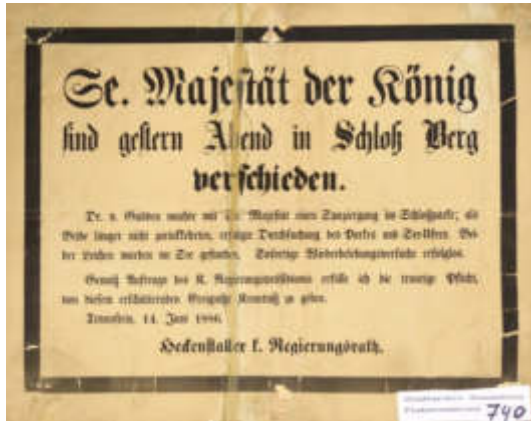 Se. Majestät der König
sind gestern Abend in Schloß Berg
verschieden.
Dr. v. Gudden machte mit Sr. Majestät einen Spaziergang im Schloßparke; als
Beide länger nicht zurückkehrten, erfolgte Durchsuchung des Parkes und Seeufers. Bei-
der Leichen wurden im See gefunden. Sofortige Wiederbelebungsversuche erfolglos.
Gemäß Auftrags des K. Regierungspräsidiums erfülle ich die traurige Pflicht,
von diesem erschütternden Ereignisse Kenntniß zu geben.
Traunstein, 14. Juni 1886.
Heckenstaller k. Regierungsrath.
740